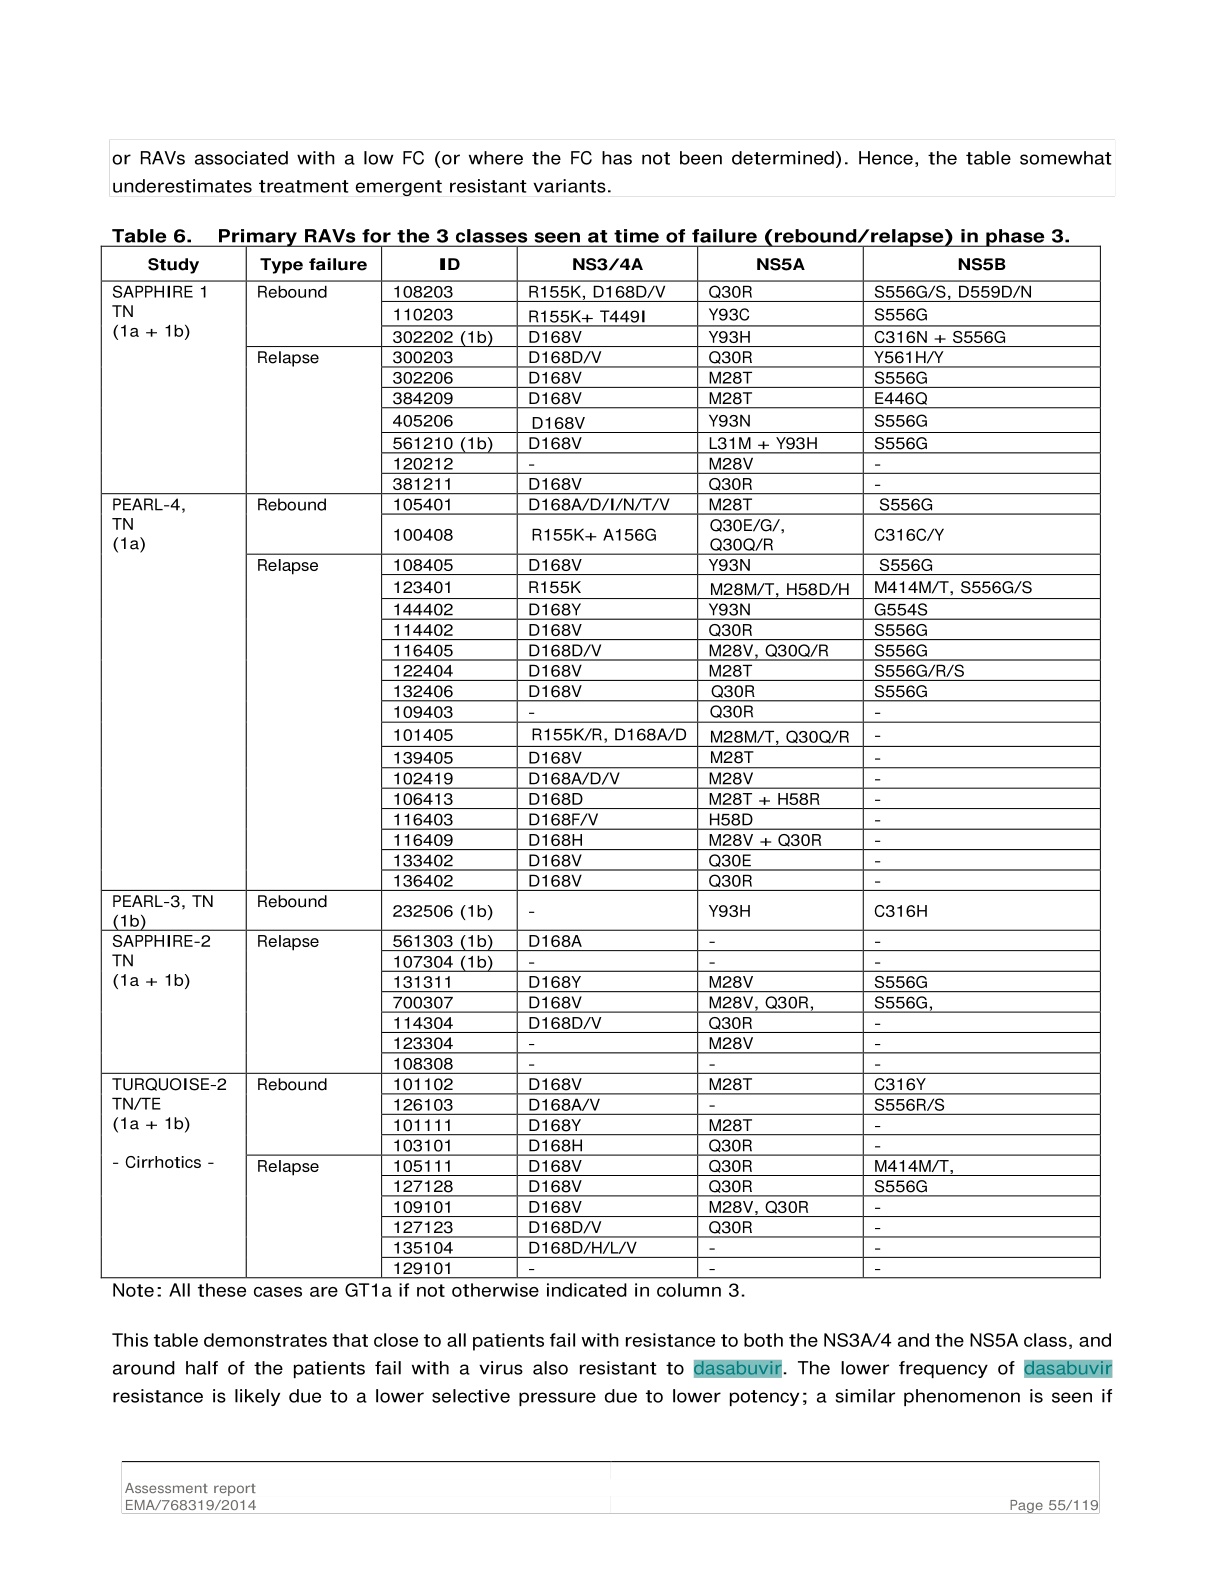 or RAVs associated with a low FC (or where the FC has not been determined). Hence, the table somewhat
underestimates treatment emergent resistant variants.
Table 6. Primary RAVs for the 3 classes seen at time of failure (rebound/relapse) in phase 3.
Study Type failure ID NS3/4A NS5A NS5B
SAPPHIRE 1 Rebound 108203 R155K, D168D/V Q30R S556G/S, D559D/N
TN 110203 R155K+ T449I Y93C S556G
(1a + 1b) 302202 (1b) D168V Y93H C316N + S556G
Relapse 300203 D168D/V Q30R Y561H/Y
302206 D168V M28T S556G
384209 D168V M28T E446Q
405206 D168V Y93N S556G
561210 (1b) D168V L31M + Y93H S556G
120212 - M28V -
381211 D168V Q30R -
PEARL-4, Rebound 105401 D168A/D/I/N/T/V M28T S556G
TN
(1a) 100408 R155K+ A156G Q30E/G/, C316C/Y
Q30Q/R
Relapse 108405 D168V Y93N S556G
123401 R155K M28M/T, H58D/H M414M/T, S556G/S
144402 D168Y Y93N G554S
114402 D168V Q30R S556G
116405 D168D/V M28V, Q30Q/R S556G
122404 D168V M28T S556G/R/S
132406 D168V Q30R S556G
109403 - Q30R -
101405 R155K/R, D168A/D M28M/T, Q30Q/R -
139405 D168V M28T -
102419 D168A/D/V M28V -
106413 D168D M28T + H58R -
116403 D168F/V H58D -
116409 D168H M28V + Q30R -
133402 D168V Q30E -
136402 D168V Q30R -
PEARL-3, TN Rebound 232506 (1b) - Y93H C316H
(1b)
SAPPHIRE-2 Relapse 561303 (1b) D168A - -
TN 107304 (1b) - - -
(1a + 1b) 131311 D168Y M28V S556G
700307 D168V M28V, Q30R, S556G,
114304 D168D/V Q30R -
123304 - M28V -
108308 - - -
TURQUOISE-2 Rebound 101102 D168V M28T C316Y
TN/TE 126103 D168A/V - S556R/S
(1a + 1b) 101111 D168Y M28T -
103101 D168H Q30R -
- Cirrhotics - Relapse 105111 D168V Q30R M414M/T,
127128 D168V Q30R S556G
109101 D168V M28V, Q30R -
127123 D168D/V Q30R -
135104 D168D/H/L/V - -
129101 - - -
Note: All these cases are GT1a if not otherwise indicated in column 3.
This table demonstrates that close to all patients fail with resistance to both the NS3A/4 and the NS5A class, and
around half of the patients fail with a virus also resistant to dasabuvir. The lower frequency of dasabuvir
resistance is likely due to a lower selective pressure due to lower potency; a similar phenomenon is seen if
Assessment report
EMA/768319/2014 Page 55/119